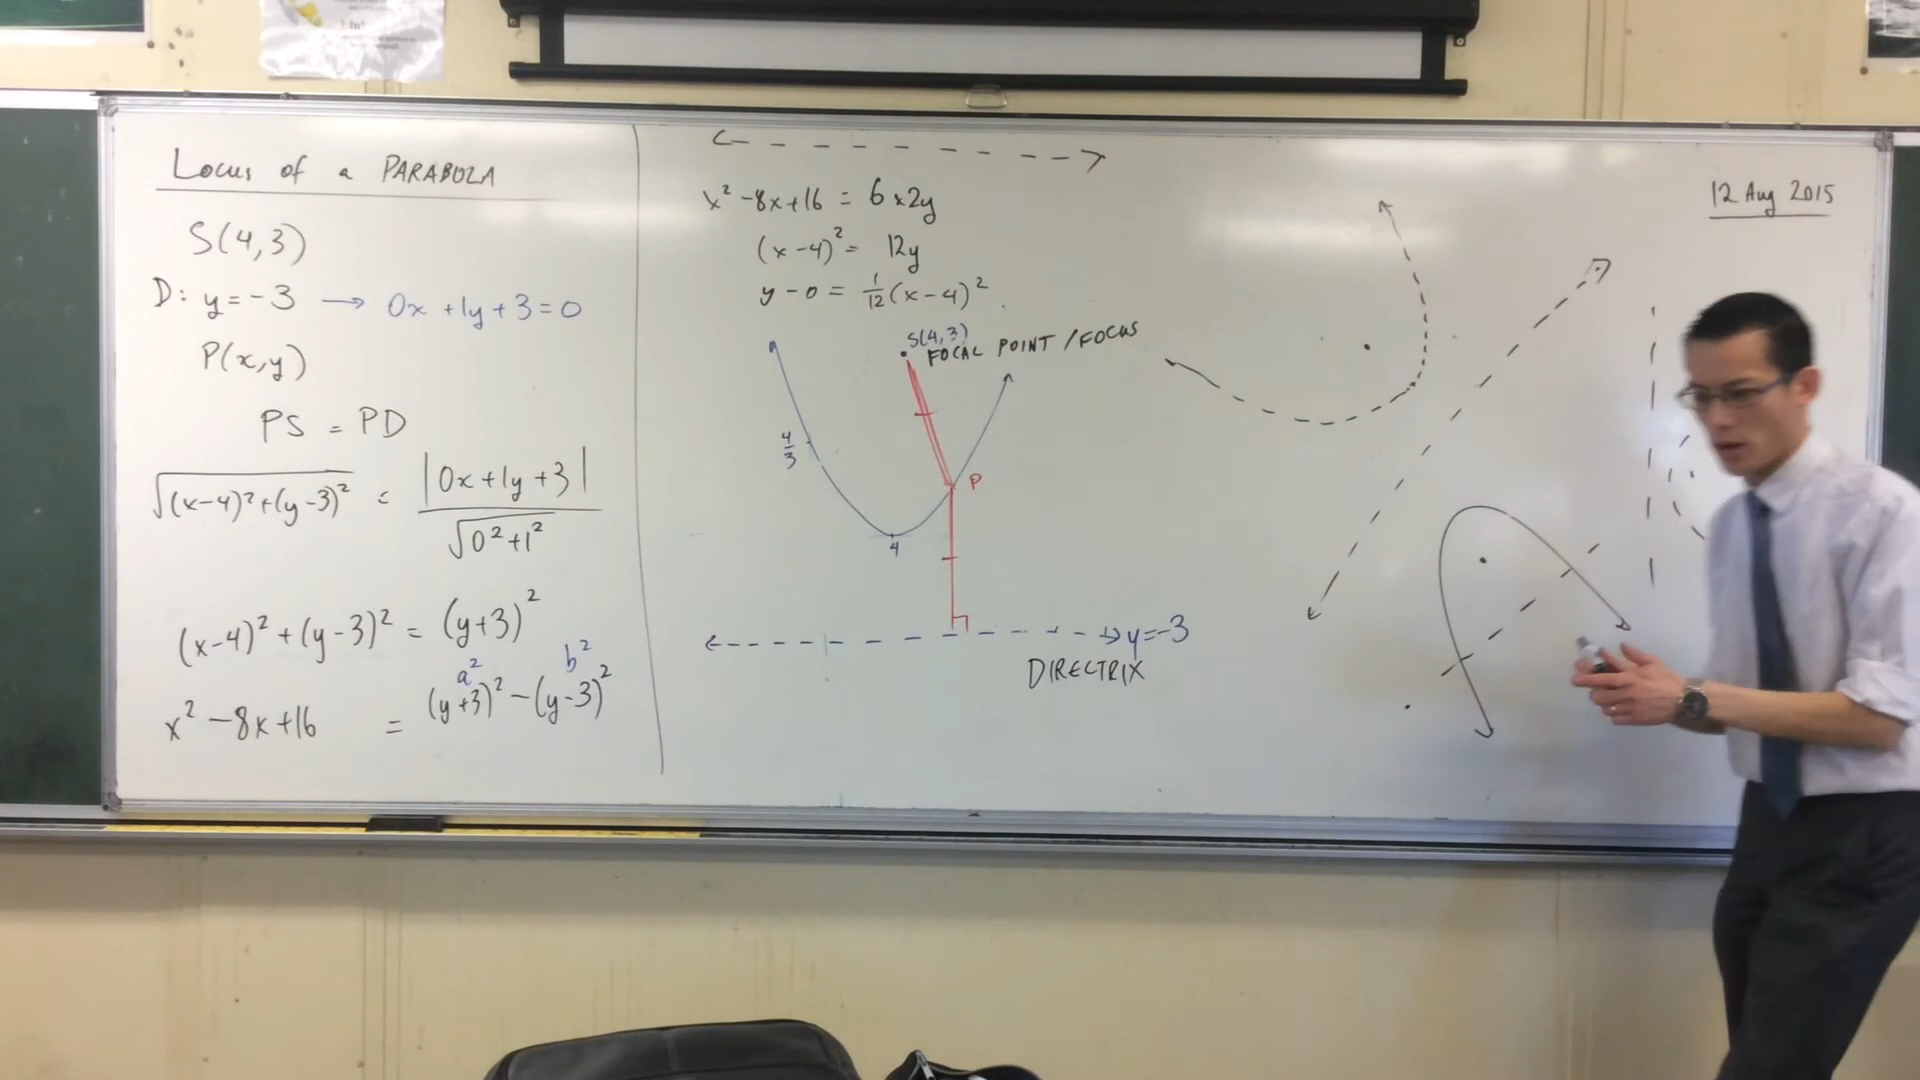 Locus of a PARABOLA
S(4,3)
D: y=-3 → 0x+1y+3=0
P(x,y)
PS = PD
√(x-4)²+(y-3)² = |0x+1y+3| / √0²+1²
(x-4)²+(y-3)² = (y+3)²
a² b²
x²-8x+16 = (y+3)²-(y-3)²
x²-8x+16 = 6×2y
(x-4)² = 12y
y-0 = 1/12(x-4)²
S(4,3)
FOCAL POINT/FOCUS
4/3
P
4
y=-3
DIRECTRIX
12 Aug 2015